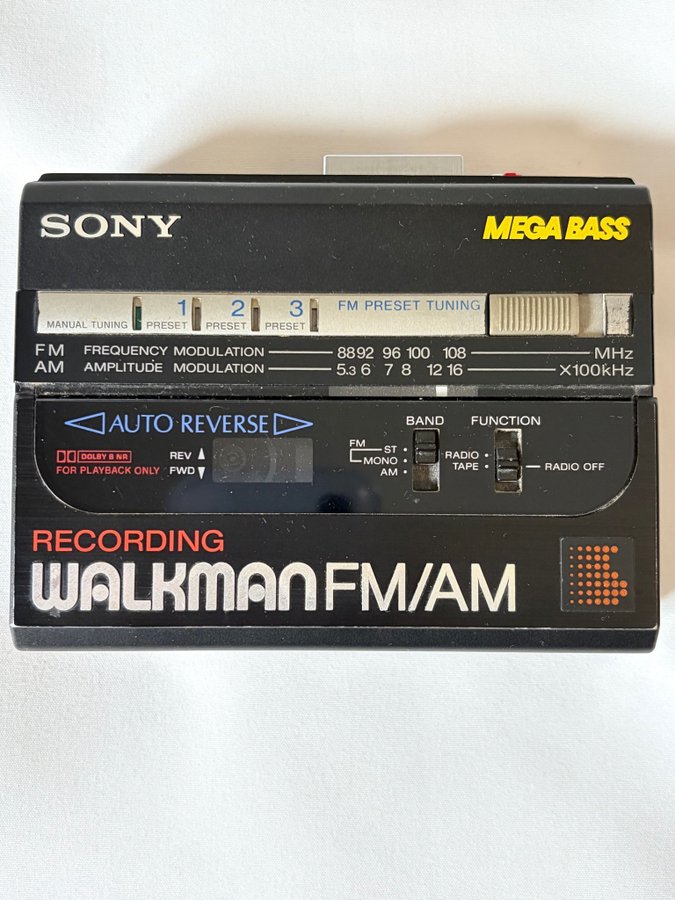 SONY
MEGA BASS
1 2 3 FM PRESET TUNING
MANUAL TUNING PRESET PRESET PRESET
FM FREQUENCY MODULATION 88 92 96 100 108 MHz
AM AMPLITUDE MODULATION 5.3 6 7 8 12 16 X100kHz
AUTO REVERSE
BAND FUNCTION
DOLBY B NR
FOR PLAYBACK ONLY
REV
FWD
FM ST
MONO
AM
RADIO
TAPE RADIO OFF
RECORDING
WALKMAN FM/AM